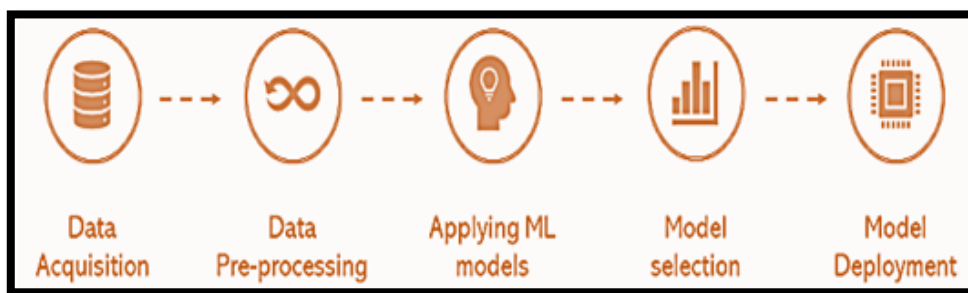 Data
Acquisition
Data
Pre-processing
Applying ML
models
Model
selection
Model
Deployment